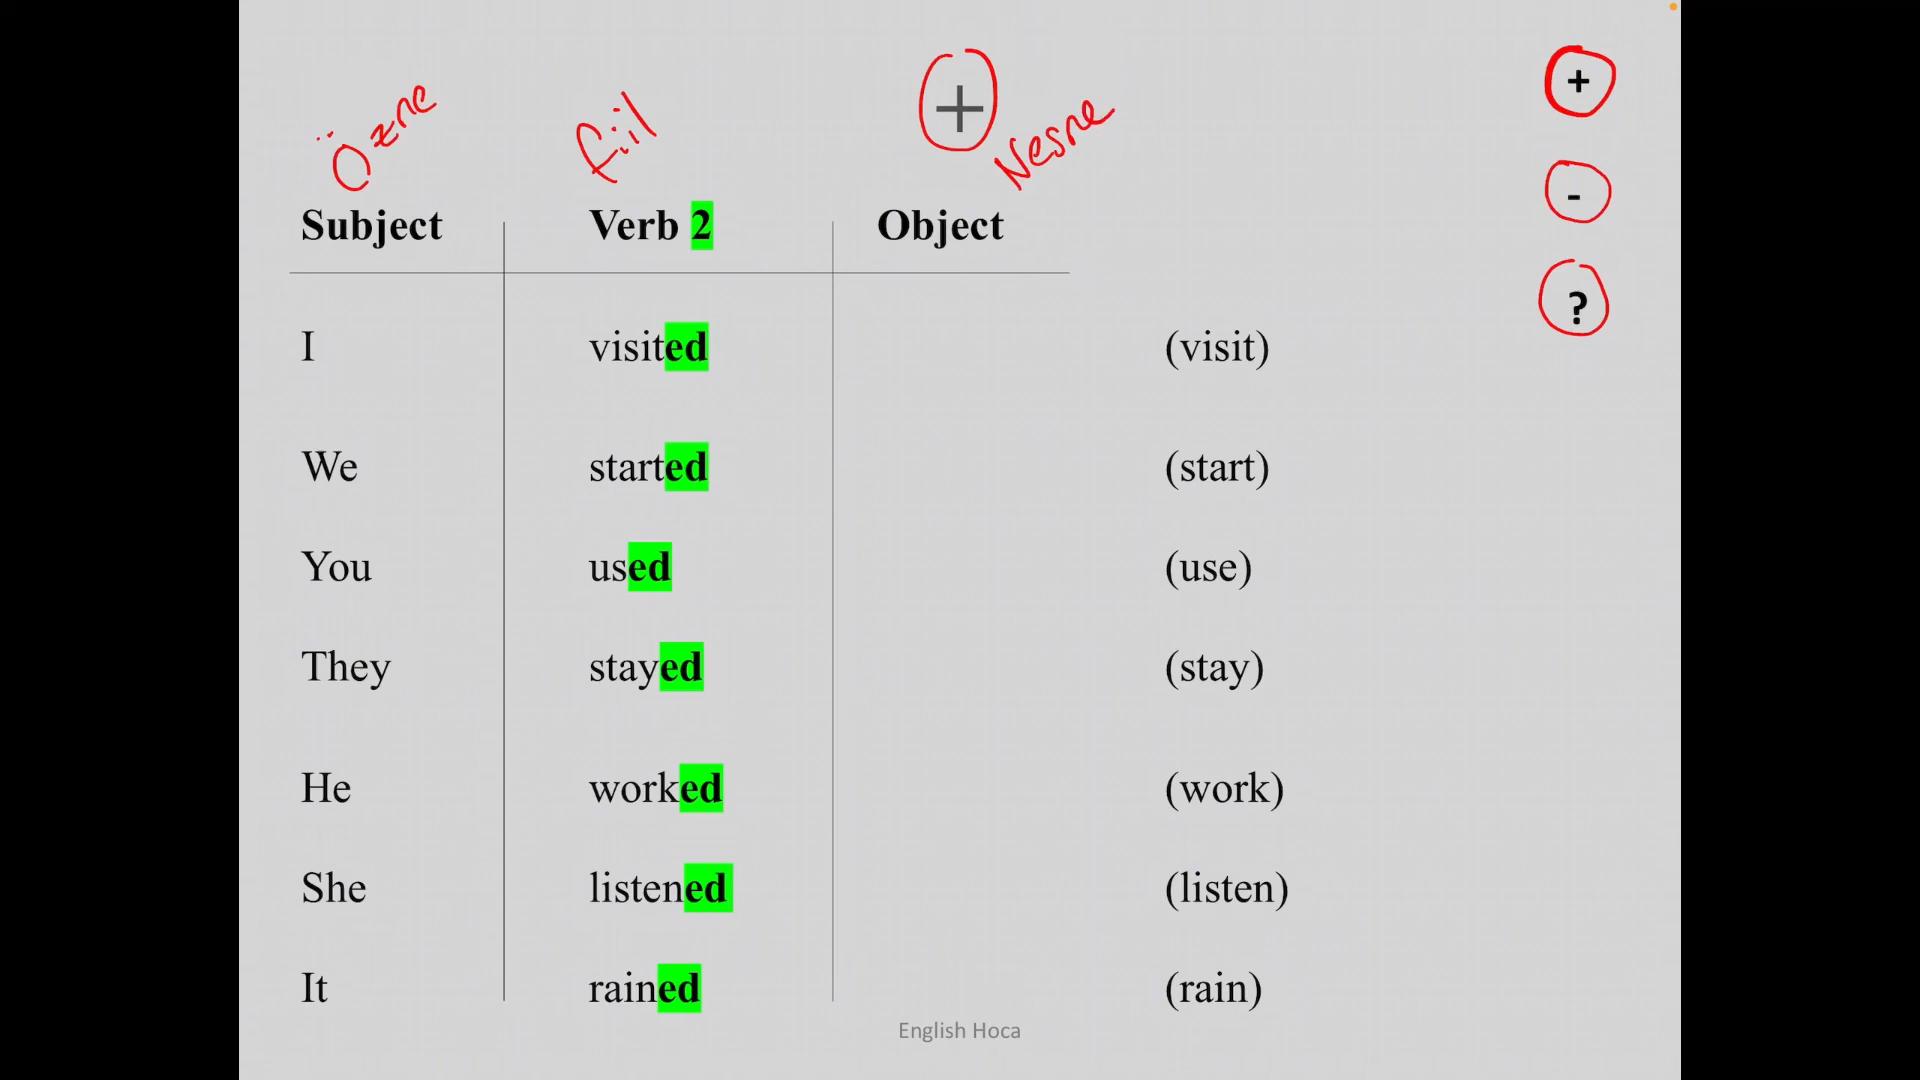 Özne fiil + Nesne +
-
Subject Verb 2 Object
?
I visited (visit)
We started (start)
You used (use)
They stayed (stay)
He worked (work)
She listened (listen)
It rained (rain)
English Hoca